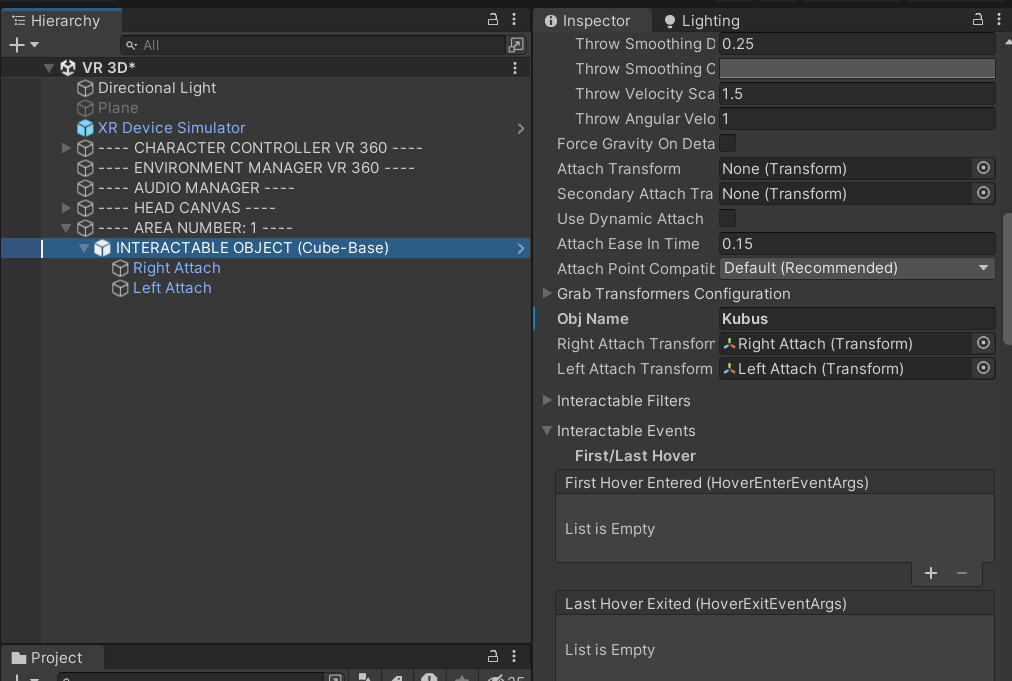 Hierarchy
All
VR 3D*
Directional Light
Plane
XR Device Simulator
---- CHARACTER CONTROLLER VR 360 ----
---- ENVIRONMENT MANAGER VR 360 ----
---- AUDIO MANAGER ----
---- HEAD CANVAS ----
---- AREA NUMBER: 1 ----
INTERACTABLE OBJECT (Cube-Base)
Right Attach
Left Attach
Project
Inspector Lighting
Throw Smoothing D 0.25
Throw Smoothing C
Throw Velocity Sca 1.5
Throw Angular Velo 1
Force Gravity On Deta
Attach Transform None (Transform)
Secondary Attach Tra None (Transform)
Use Dynamic Attach
Attach Ease In Time 0.15
Attach Point Compatib Default (Recommended)
Grab Transformers Configuration
Obj Name Kubus
Right Attach Transforn Right Attach (Transform)
Left Attach Transform Left Attach (Transform)
Interactable Filters
Interactable Events
First/Last Hover
First Hover Entered (HoverEnterEventArgs)
List is Empty
Last Hover Exited (HoverExitEventArgs)
List is Empty